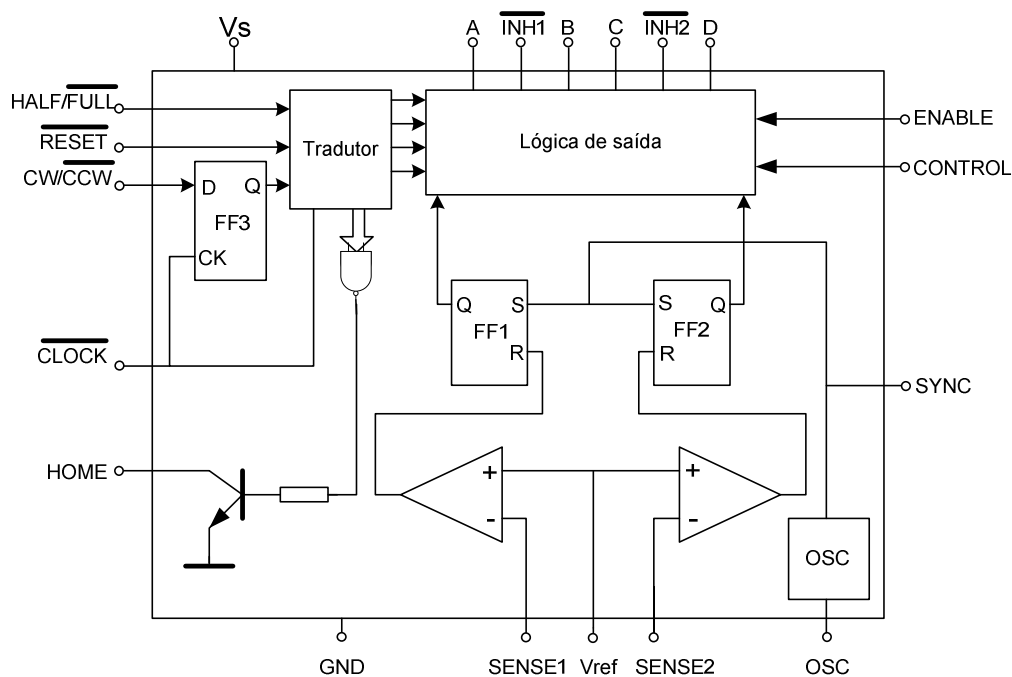 Vs
A
INH1
B
C
INH2
D
HALF/FULL
RESET
CW/CCW
CLOCK
HOME
Tradutor
Lógica de saída
ENABLE
CONTROL
D Q
FF3
CK
Q S
FF1
R
S Q
FF2
R
SYNC
+
-
+
-
OSC
GND
SENSE1
Vref
SENSE2
OSC